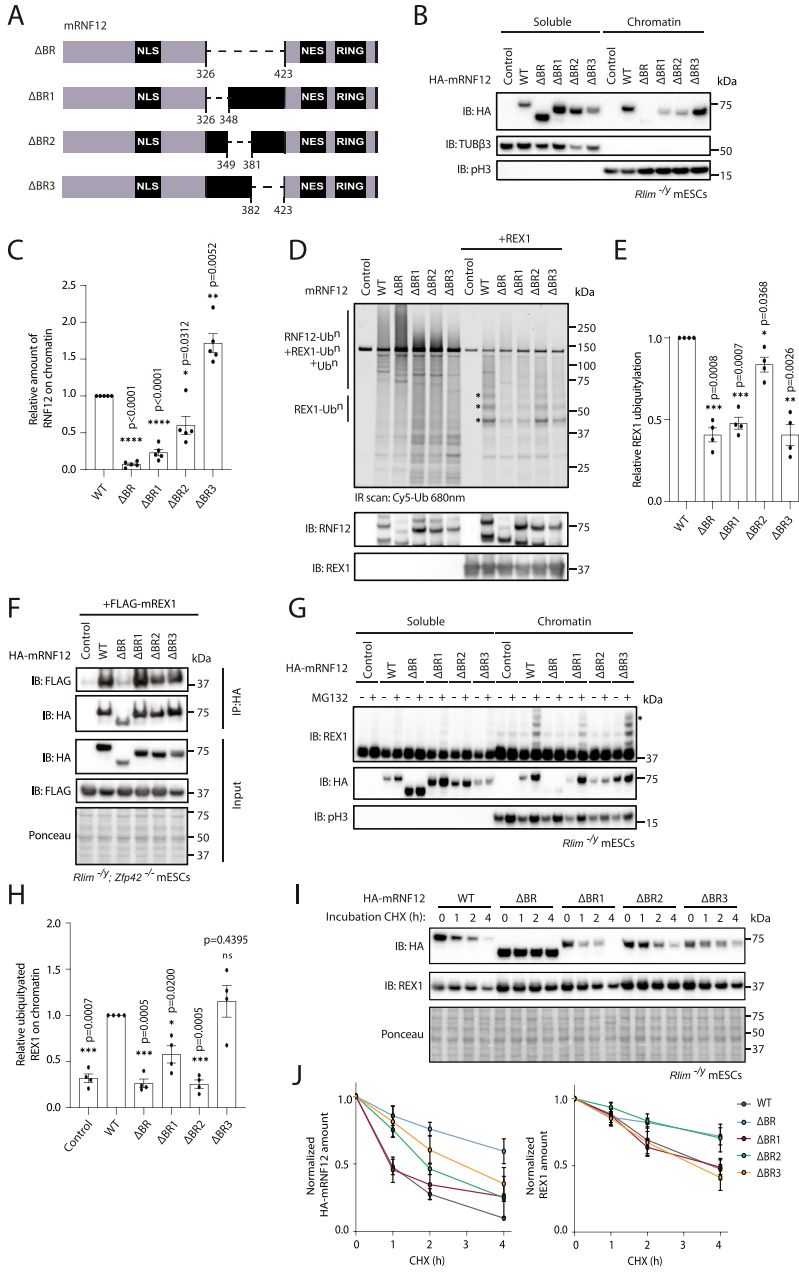 A
mRNF12
ΔBR NLS NES RING
326 423
ΔBR1 NLS NES RING
326 348
ΔBR2 NLS NES RING
349 381
ΔBR3 NLS NES RING
382 423
B
Soluble Chromatin
HA-mRNF12 Control WT ΔBR ΔBR1 ΔBR2 ΔBR3 Control WT ΔBR ΔBR1 ΔBR2 ΔBR3 kDa
IB: HA 75
IB: TUBβ3 50
IB: pH3 15
Rlim -/y mESCs
C
Relative amount of
RNF12 on chromatin
2.5
2.0
1.5
1.0
0.5
0.0
**** p<0.0001
**** p<0.0001
* p=0.0312
** p=0.0052
WT ΔBR ΔBR1 ΔBR2 ΔBR3
D
+REX1
mRNF12 Control WT ΔBR ΔBR1 ΔBR2 ΔBR3 Control WT ΔBR ΔBR1 ΔBR2 ΔBR3 kDa
RNF12-Ubⁿ
+REX1-Ubⁿ
+Ubⁿ
REX1-Ubⁿ
*
*
*
250
150
100
75
50
37
25
IR scan: Cy5-Ub 680nm
IB: RNF12 75
IB: REX1 37
E
Relative REX1 ubiquitylation
1.0
0.5
0.0
*** p=0.0008
*** p=0.0007
* p=0.0368
** p=0.0026
WT ΔBR ΔBR1 ΔBR2 ΔBR3
F
+FLAG-mREX1
HA-mRNF12 Control WT ΔBR ΔBR1 ΔBR2 ΔBR3 kDa
IB: FLAG 37
IB: HA 75
IP:HA
IB: HA 75
IB: FLAG 37
Ponceau 75
50
37
Input
Rlim -/y; Zfp42 -/- mESCs
G
Soluble Chromatin
HA-mRNF12 Control WT ΔBR ΔBR1 ΔBR2 ΔBR3 Control WT ΔBR ΔBR1 ΔBR2 ΔBR3
MG132 - + - + - + - + - + - + - + - + - + - + - + - + kDa
IB: REX1 *
37
IB: HA 75
IB: pH3 15
Rlim -/y mESCs
H
Relative ubiquityated
REX1 on chromatin
2.0
1.5
1.0
0.5
0.0
*** p=0.0007
*** p=0.0005
* p=0.0200
*** p=0.0005
p=0.4395
ns
Control WT ΔBR ΔBR1 ΔBR2 ΔBR3
I
HA-mRNF12 WT ΔBR ΔBR1 ΔBR2 ΔBR3
Incubation CHX (h): 0 1 2 4 0 1 2 4 0 1 2 4 0 1 2 4 0 1 2 4 kDa
IB: HA 75
IB: REX1 37
Ponceau 75
50
37
Rlim -/y mESCs
J
Normalized
HA-mRNF12 amount
1.0
0.5
0.0
0 1 2 3 4
CHX (h)
Normalized
REX1 amount
1.0
0.5
0.0
0 1 2 3 4
CHX (h)
WT
ΔBR
ΔBR1
ΔBR2
ΔBR3